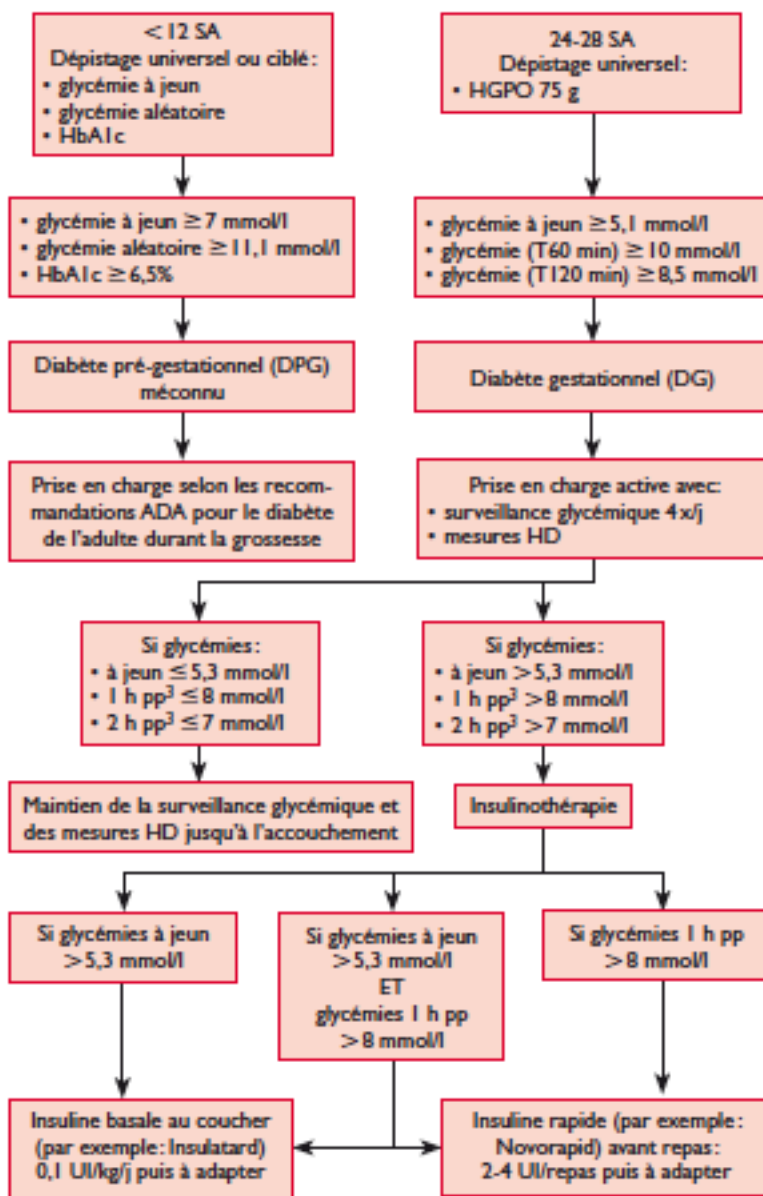 <12 SA
Dépistage universel ou ciblé:
• glycémie à jeun
• glycémie aléatoire
• HbA1c
24-28 SA
Dépistage universel:
• HGPO 75 g
• glycémie à jeun ≥7 mmol/l
• glycémie aléatoire ≥11,1 mmol/l
• HbA1c ≥6,5%
• glycémie à jeun ≥5,1 mmol/l
• glycémie (T60 min) ≥10 mmol/l
• glycémie (T120 min) ≥8,5 mmol/l
Diabète pré-gestationnel (DPG)
méconnu
Diabète gestationnel (DG)
Prise en charge selon les recom-
mandations ADA pour le diabète
de l'adulte durant la grossesse
Prise en charge active avec:
• surveillance glycémique 4x/j
• mesures HD
Si glycémies:
• à jeun ≤5,3 mmol/l
• 1 h pp³ ≤8 mmol/l
• 2 h pp³ ≤7 mmol/l
Si glycémies:
• à jeun >5,3 mmol/l
• 1 h pp³ >8 mmol/l
• 2 h pp³ >7 mmol/l
Maintien de la surveillance glycémique et
des mesures HD jusqu'à l'accouchement
Insulinothérapie
Si glycémies à jeun
>5,3 mmol/l
Si glycémies à jeun
>5,3 mmol/l
ET
glycémies 1 h pp
>8 mmol/l
Si glycémies 1 h pp
>8 mmol/l
Insuline basale au coucher
(par exemple: Insulatard)
0,1 UI/kg/j puis à adapter
Insuline rapide (par exemple:
Novorapid) avant repas:
2-4 UI/repas puis à adapter